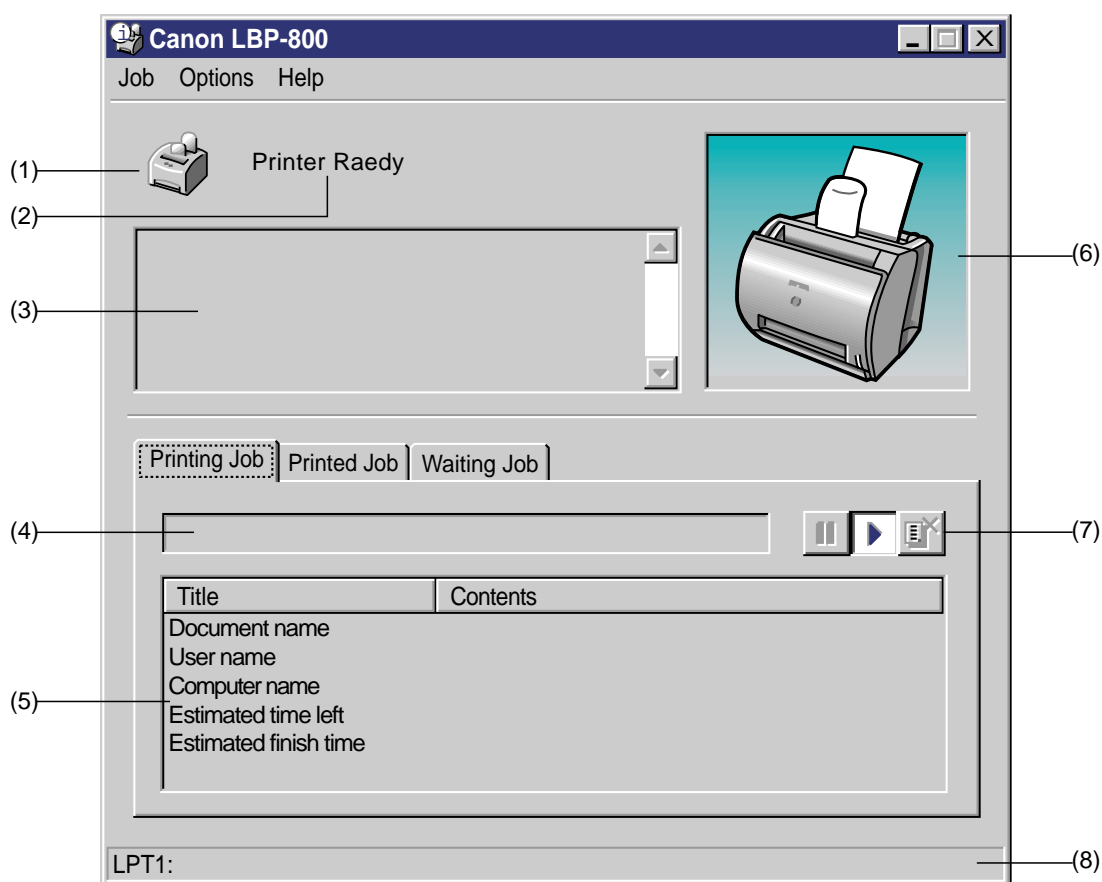 Canon LBP-800
Job Options Help
(1)
Printer Raedy
(2)
(3)
(6)
Printing Job Printed Job Waiting Job
(4)
(7)
Title Contents
Document name
User name
Computer name
(5)
Estimated time left
Estimated finish time
LPT1:
(8)